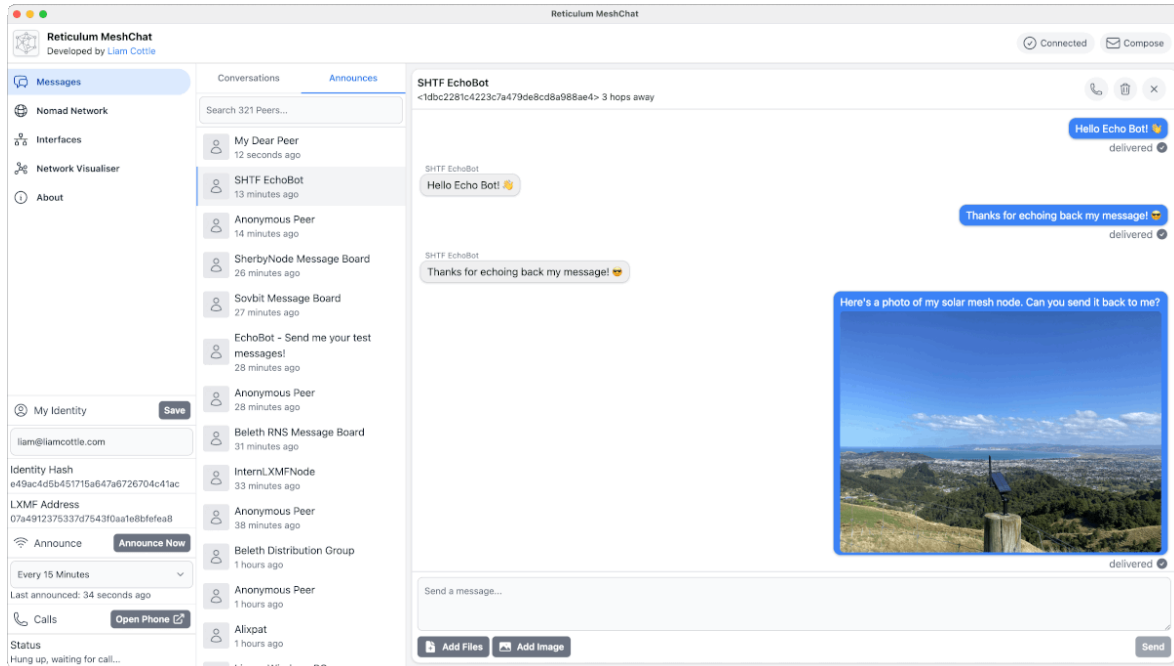 Reticulum MeshChat
Reticulum MeshChat
Developed by Liam Cottle
Connected
Compose
Messages
Nomad Network
Interfaces
Network Visualiser
About
My Identity
Save
liam@liamcottle.com
Identity Hash
e49ac4d5b451715a647a6726704c41ac
LXMF Address
07a4912375337d7543f0aa1e8bfefea8
Announce
Announce Now
Every 15 Minutes
Last announced: 34 seconds ago
Calls
Open Phone
Status
Hung up, waiting for call...
Conversations
Announces
Search 321 Peers...
My Dear Peer
12 seconds ago
SHTF EchoBot
13 minutes ago
Anonymous Peer
14 minutes ago
SherbyNode Message Board
26 minutes ago
Sovbit Message Board
27 minutes ago
EchoBot - Send me your test
messages!
28 minutes ago
Anonymous Peer
28 minutes ago
Beleth RNS Message Board
31 minutes ago
InternLXMFNode
33 minutes ago
Anonymous Peer
38 minutes ago
Beleth Distribution Group
1 hours ago
Anonymous Peer
1 hours ago
Alixpat
1 hours ago
SHTF EchoBot
<1dbc2281c4223c7a479de8cd8a988ae4> 3 hops away
Hello Echo Bot! 👋
delivered
SHTF EchoBot
Hello Echo Bot! 👋
Thanks for echoing back my message! 😎
delivered
SHTF EchoBot
Thanks for echoing back my message! 😎
Here's a photo of my solar mesh node. Can you send it back to me?
delivered
Send a message...
Add Files
Add Image
Send